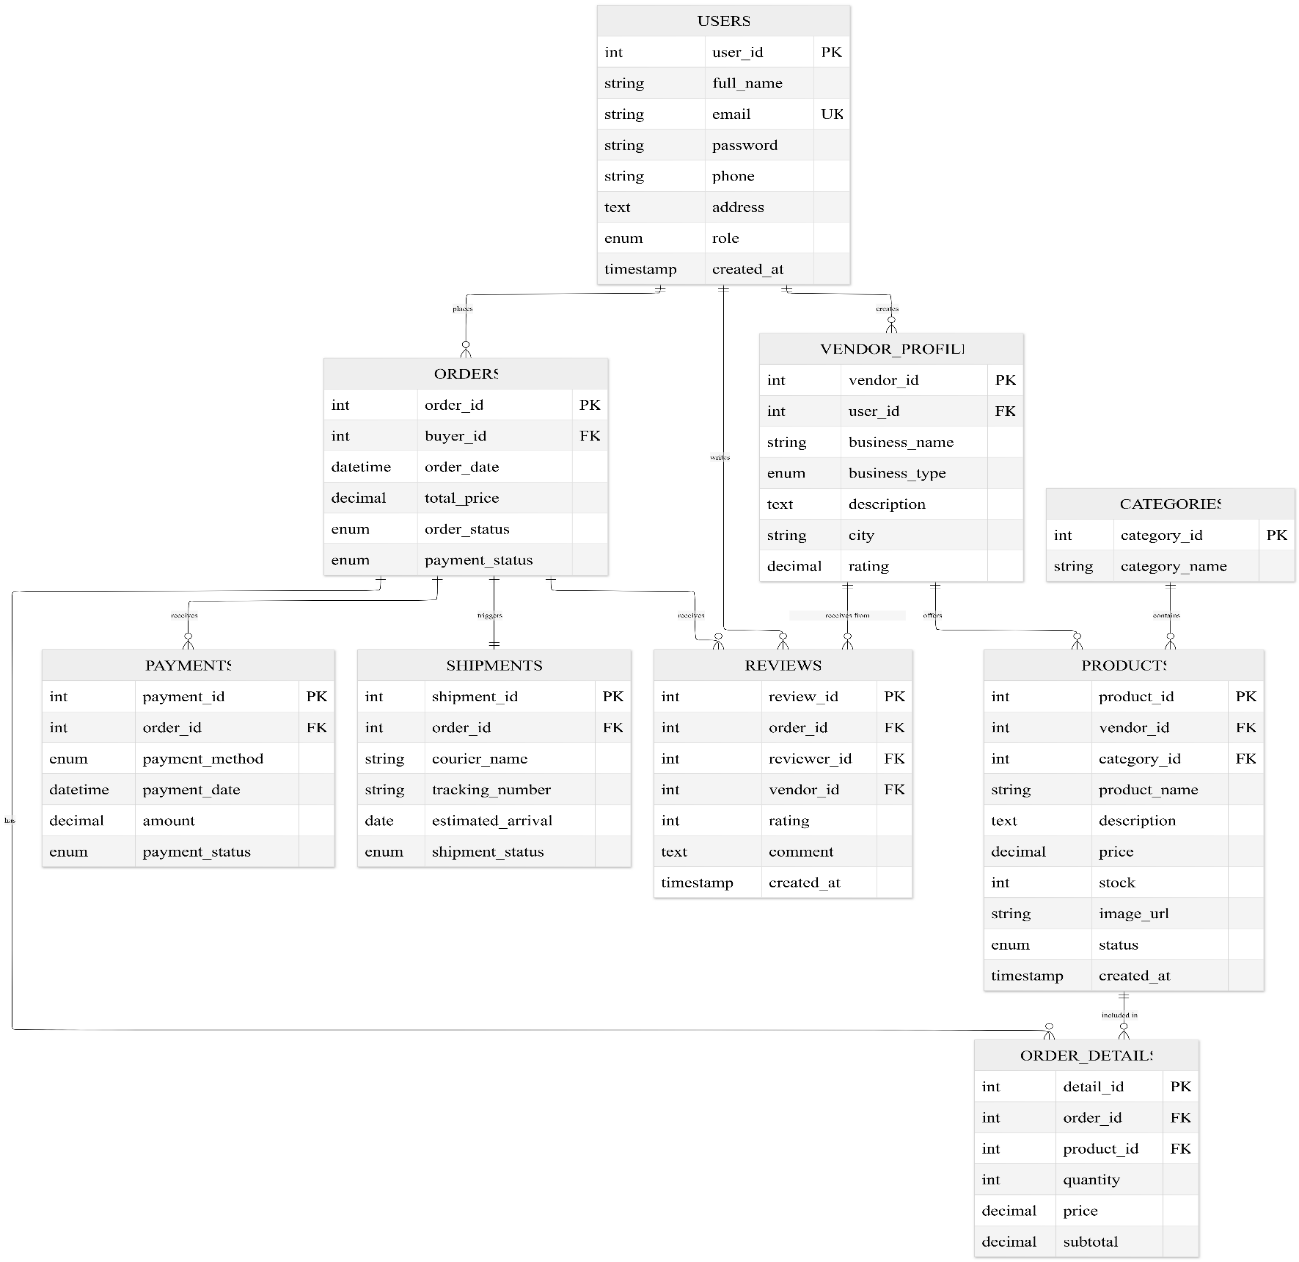 USERS
int user_id PK
string full_name
string email UK
string password
string phone
text address
enum role
timestamp created_at
places
creates
writes
ORDERS
int order_id PK
int buyer_id FK
datetime order_date
decimal total_price
enum order_status
enum payment_status
VENDOR_PROFILE
int vendor_id PK
int user_id FK
string business_name
enum business_type
text description
string city
decimal rating
CATEGORIES
int category_id PK
string category_name
receives
triggers
receives
receives from
offers
contains
PAYMENTS
int payment_id PK
int order_id FK
enum payment_method
datetime payment_date
decimal amount
enum payment_status
SHIPMENTS
int shipment_id PK
int order_id FK
string courier_name
string tracking_number
date estimated_arrival
enum shipment_status
REVIEWS
int review_id PK
int order_id FK
int reviewer_id FK
int vendor_id FK
int rating
text comment
timestamp created_at
PRODUCTS
int product_id PK
int vendor_id FK
int category_id FK
string product_name
text description
decimal price
int stock
string image_url
enum status
timestamp created_at
has
included in
ORDER_DETAILS
int detail_id PK
int order_id FK
int product_id FK
int quantity
decimal price
decimal subtotal